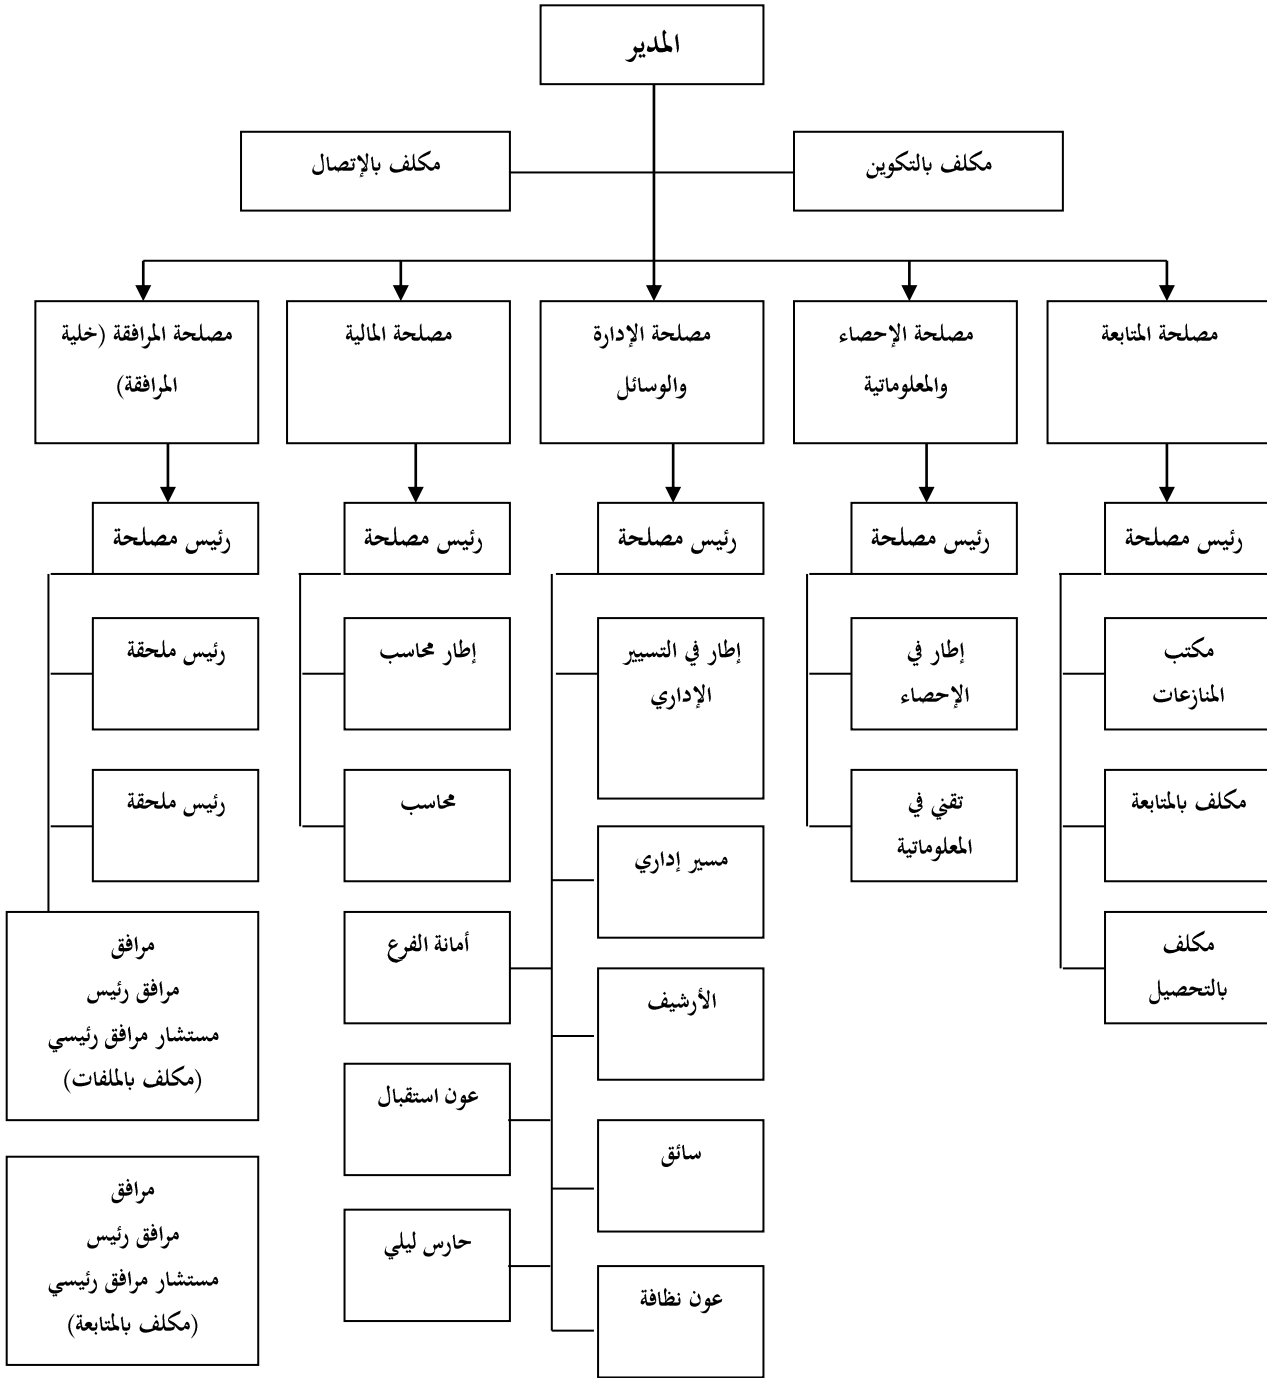 المدير
مكلف بالتكوين
مكلف بالإتصال
مصلحة المتابعة
مصلحة الإحصاء
والمعلوماتية
مصلحة الإدارة
والوسائل
مصلحة المالية
مصلحة المرافقة (خلية
المرافقة)
رئيس مصلحة
رئيس مصلحة
رئيس مصلحة
رئيس مصلحة
رئيس مصلحة
مكتب
المنازعات
مكلف بالمتابعة
مكلف
بالتحصيل
إطار في
الإحصاء
تقني في
المعلوماتية
إطار في التسيير
الإداري
مسير إداري
الأرشيف
سائق
عون نظافة
إطار محاسب
محاسب
أمانة الفرع
عون استقبال
حارس ليلي
رئيس ملحقة
رئيس ملحقة
مرافق
مرافق رئيس
مستشار مرافق رئيسي
(مكلف بالملفات)
مرافق
مرافق رئيس
مستشار مرافق رئيسي
(مكلف بالمتابعة)